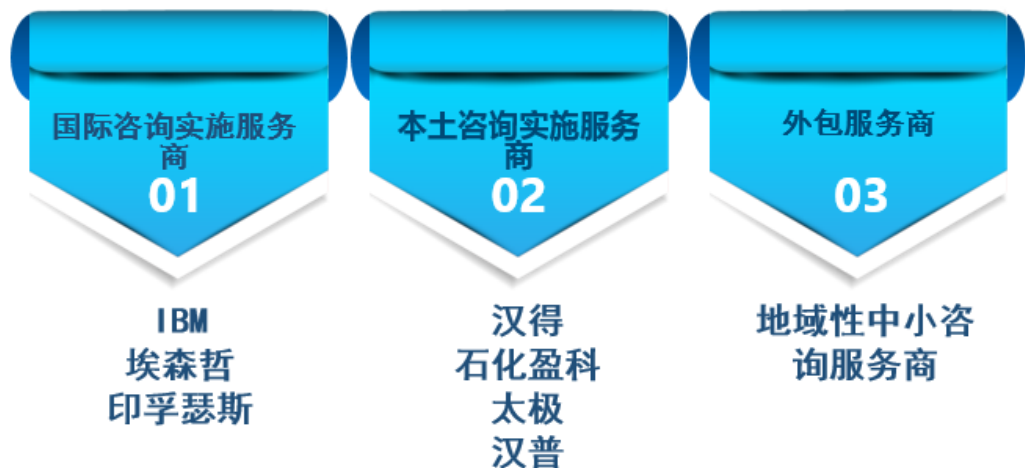 国际咨询实施服务
商
01
IBM
埃森哲
印孚瑟斯
本土咨询实施服务
商
02
汉得
石化盈科
太极
汉普
外包服务商
03
地域性中小咨
询服务商